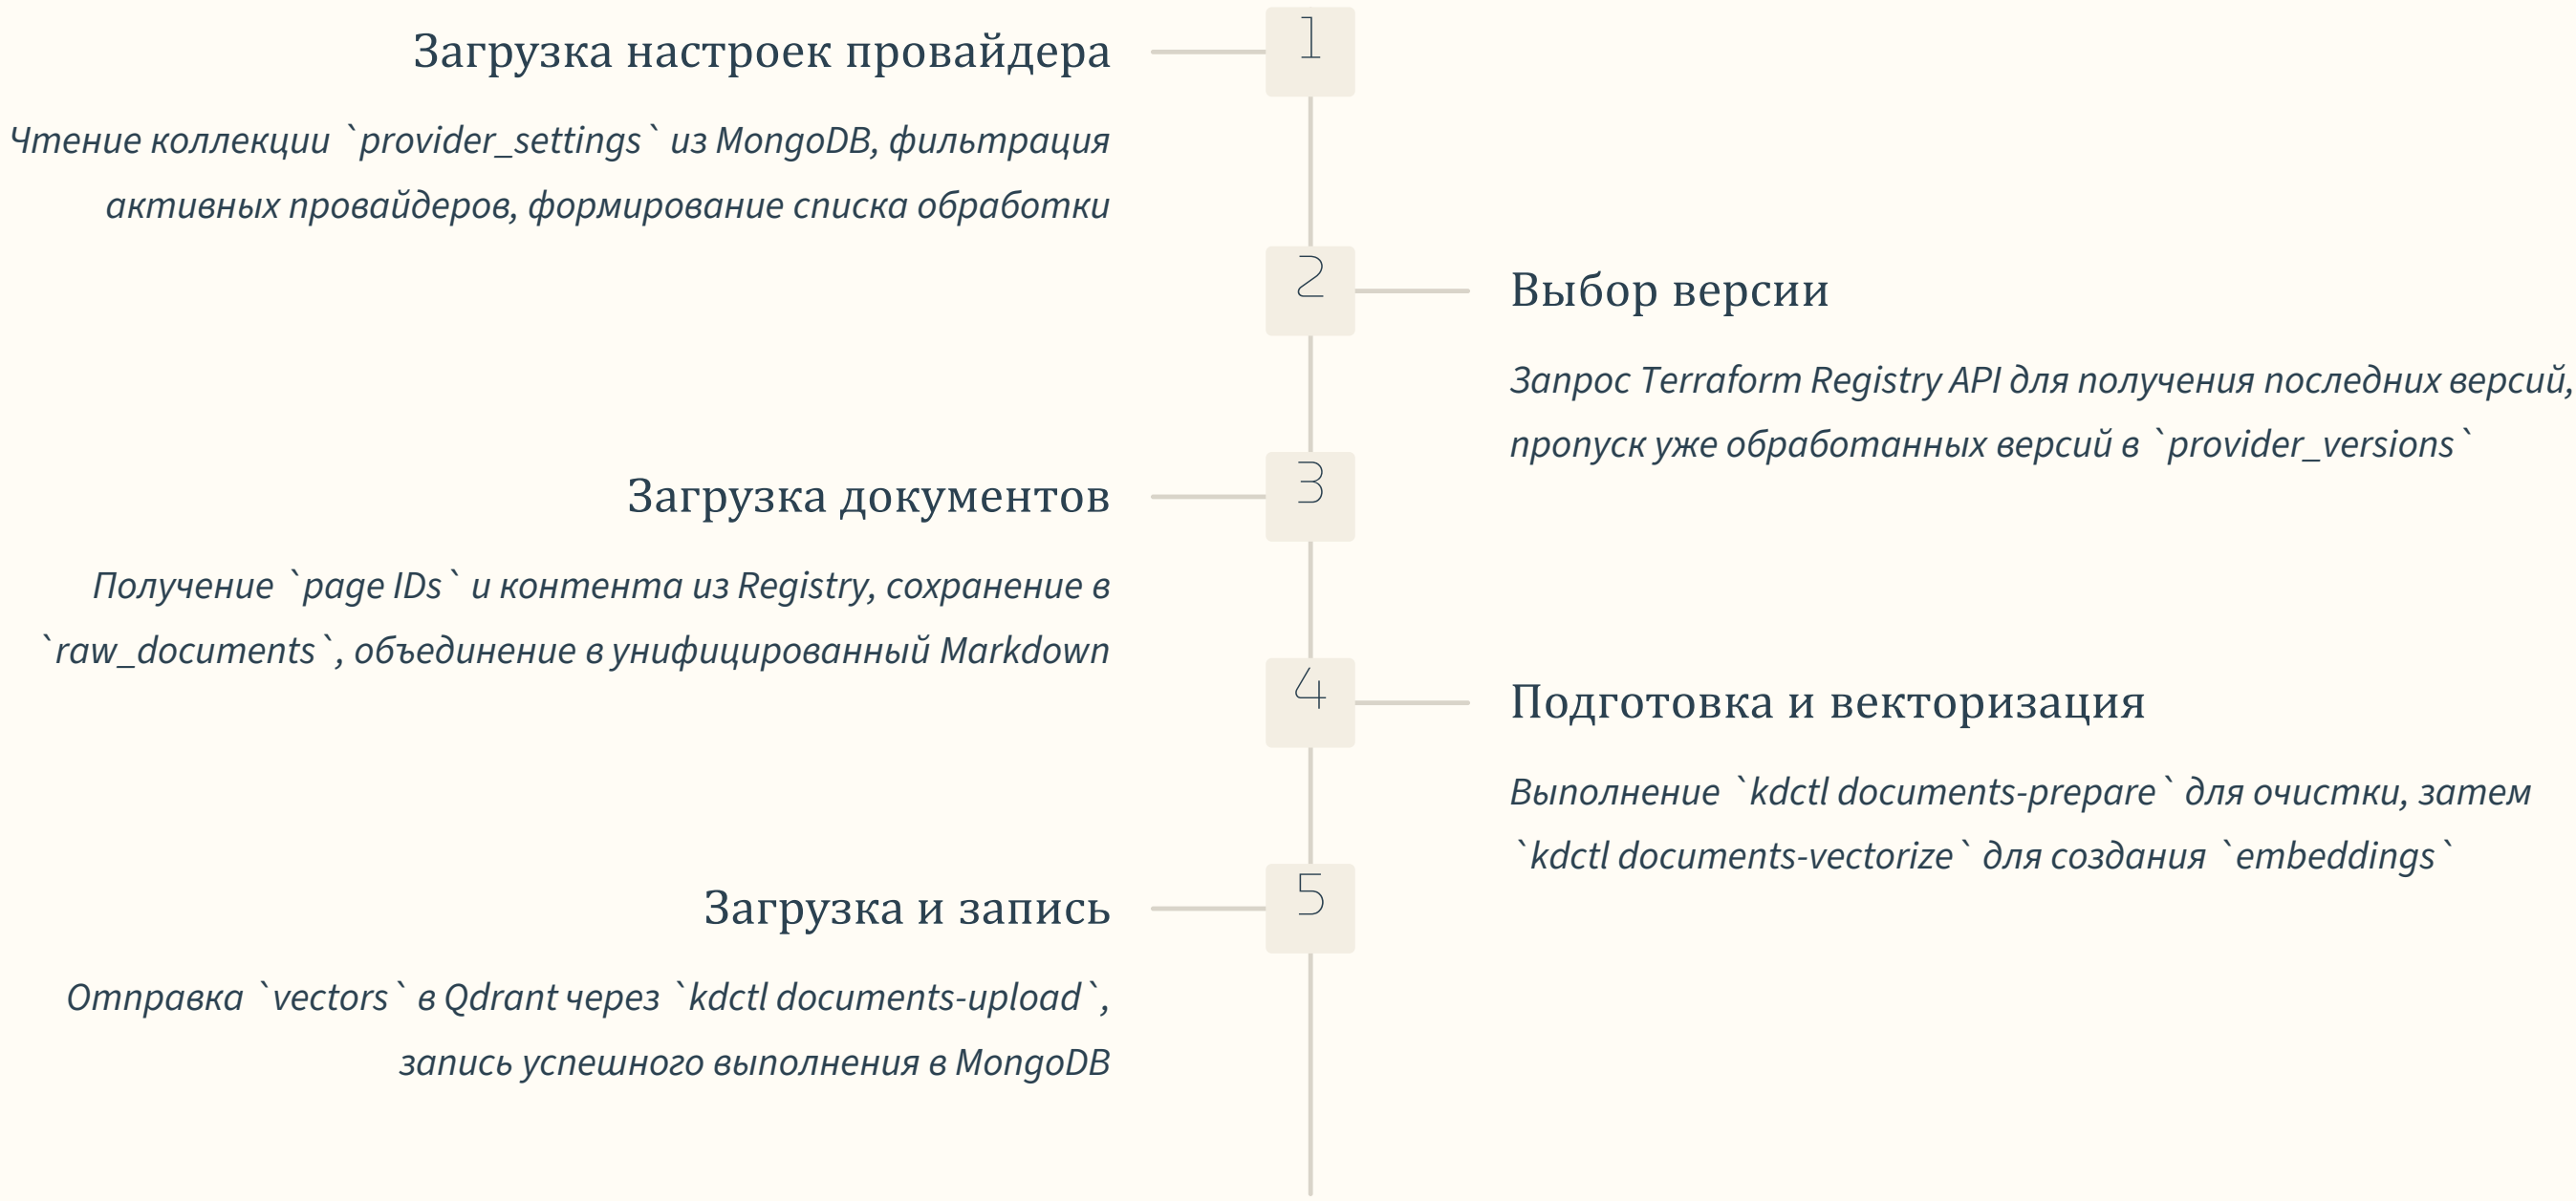 1
Загрузка настроек провайдера
Чтение коллекции `provider_settings` из MongoDB, фильтрация
активных провайдеров, формирование списка обработки
2
Выбор версии
Запрос Terraform Registry API для получения последних версий,
пропуск уже обработанных версий в `provider_versions`
3
Загрузка документов
Получение `page IDs` и контента из Registry, сохранение в
`raw_documents`, объединение в унифицированный Markdown
4
Подготовка и векторизация
Выполнение `kdctl documents-prepare` для очистки, затем
`kdctl documents-vectorize` для создания `embeddings`
5
Загрузка и запись
Отправка `vectors` в Qdrant через `kdctl documents-upload`,
запись успешного выполнения в MongoDB